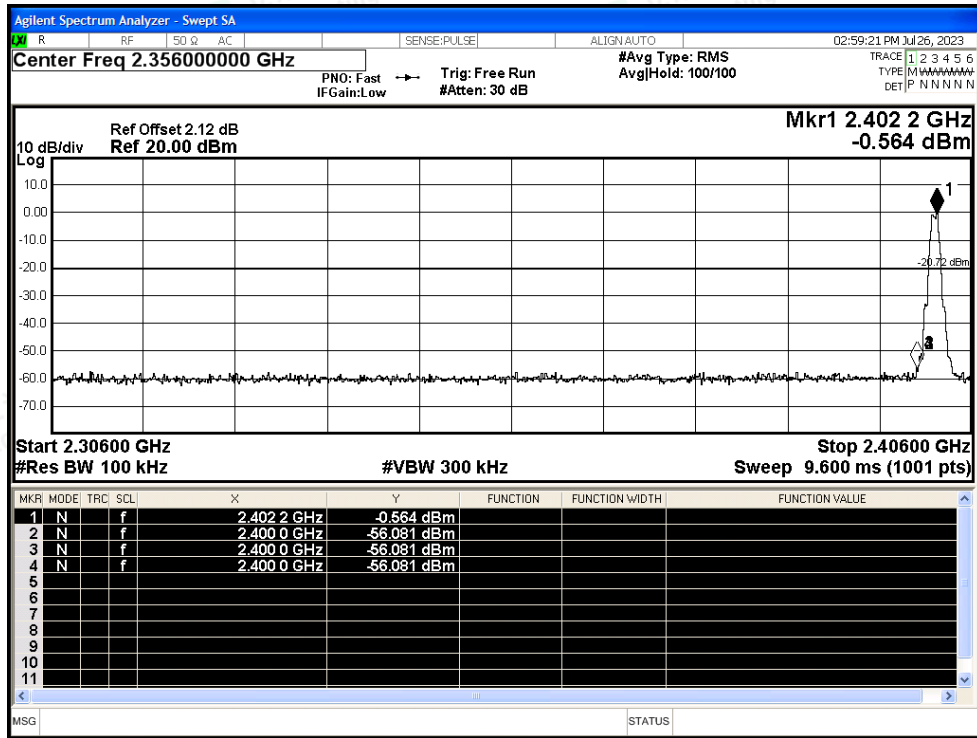 Agilent Spectrum Analyzer - Swept SA
LXI R RF 50 Ω AC SENSE:PULSE ALIGN AUTO 02:59:21 PM Jul 26, 2023
Center Freq 2.356000000 GHz
PNO: Fast
IFGain:Low
Trig: Free Run
#Atten: 30 dB
#Avg Type: RMS
Avg|Hold: 100/100
TRACE 1 2 3 4 5 6
TYPE M WWWWW
DET P N N N N N
Mkr1 2.402 2 GHz
-0.564 dBm
Ref Offset 2.12 dB
10 dB/div Ref 20.00 dBm
Log
10.0
0.00
-10.0
-20.0
-30.0
-40.0
-50.0
-60.0
-70.0
1
-20.72 dBm
Start 2.30600 GHz Stop 2.40600 GHz
#Res BW 100 kHz #VBW 300 kHz Sweep 9.600 ms (1001 pts)
MKR MODE TRC SCL X Y FUNCTION FUNCTION WIDTH FUNCTION VALUE
1 N f 2.402 2 GHz -0.564 dBm
2 N f 2.400 0 GHz -56.081 dBm
3 N f 2.400 0 GHz -56.081 dBm
4 N f 2.400 0 GHz -56.081 dBm
5
6
7
8
9
10
11
MSG STATUS